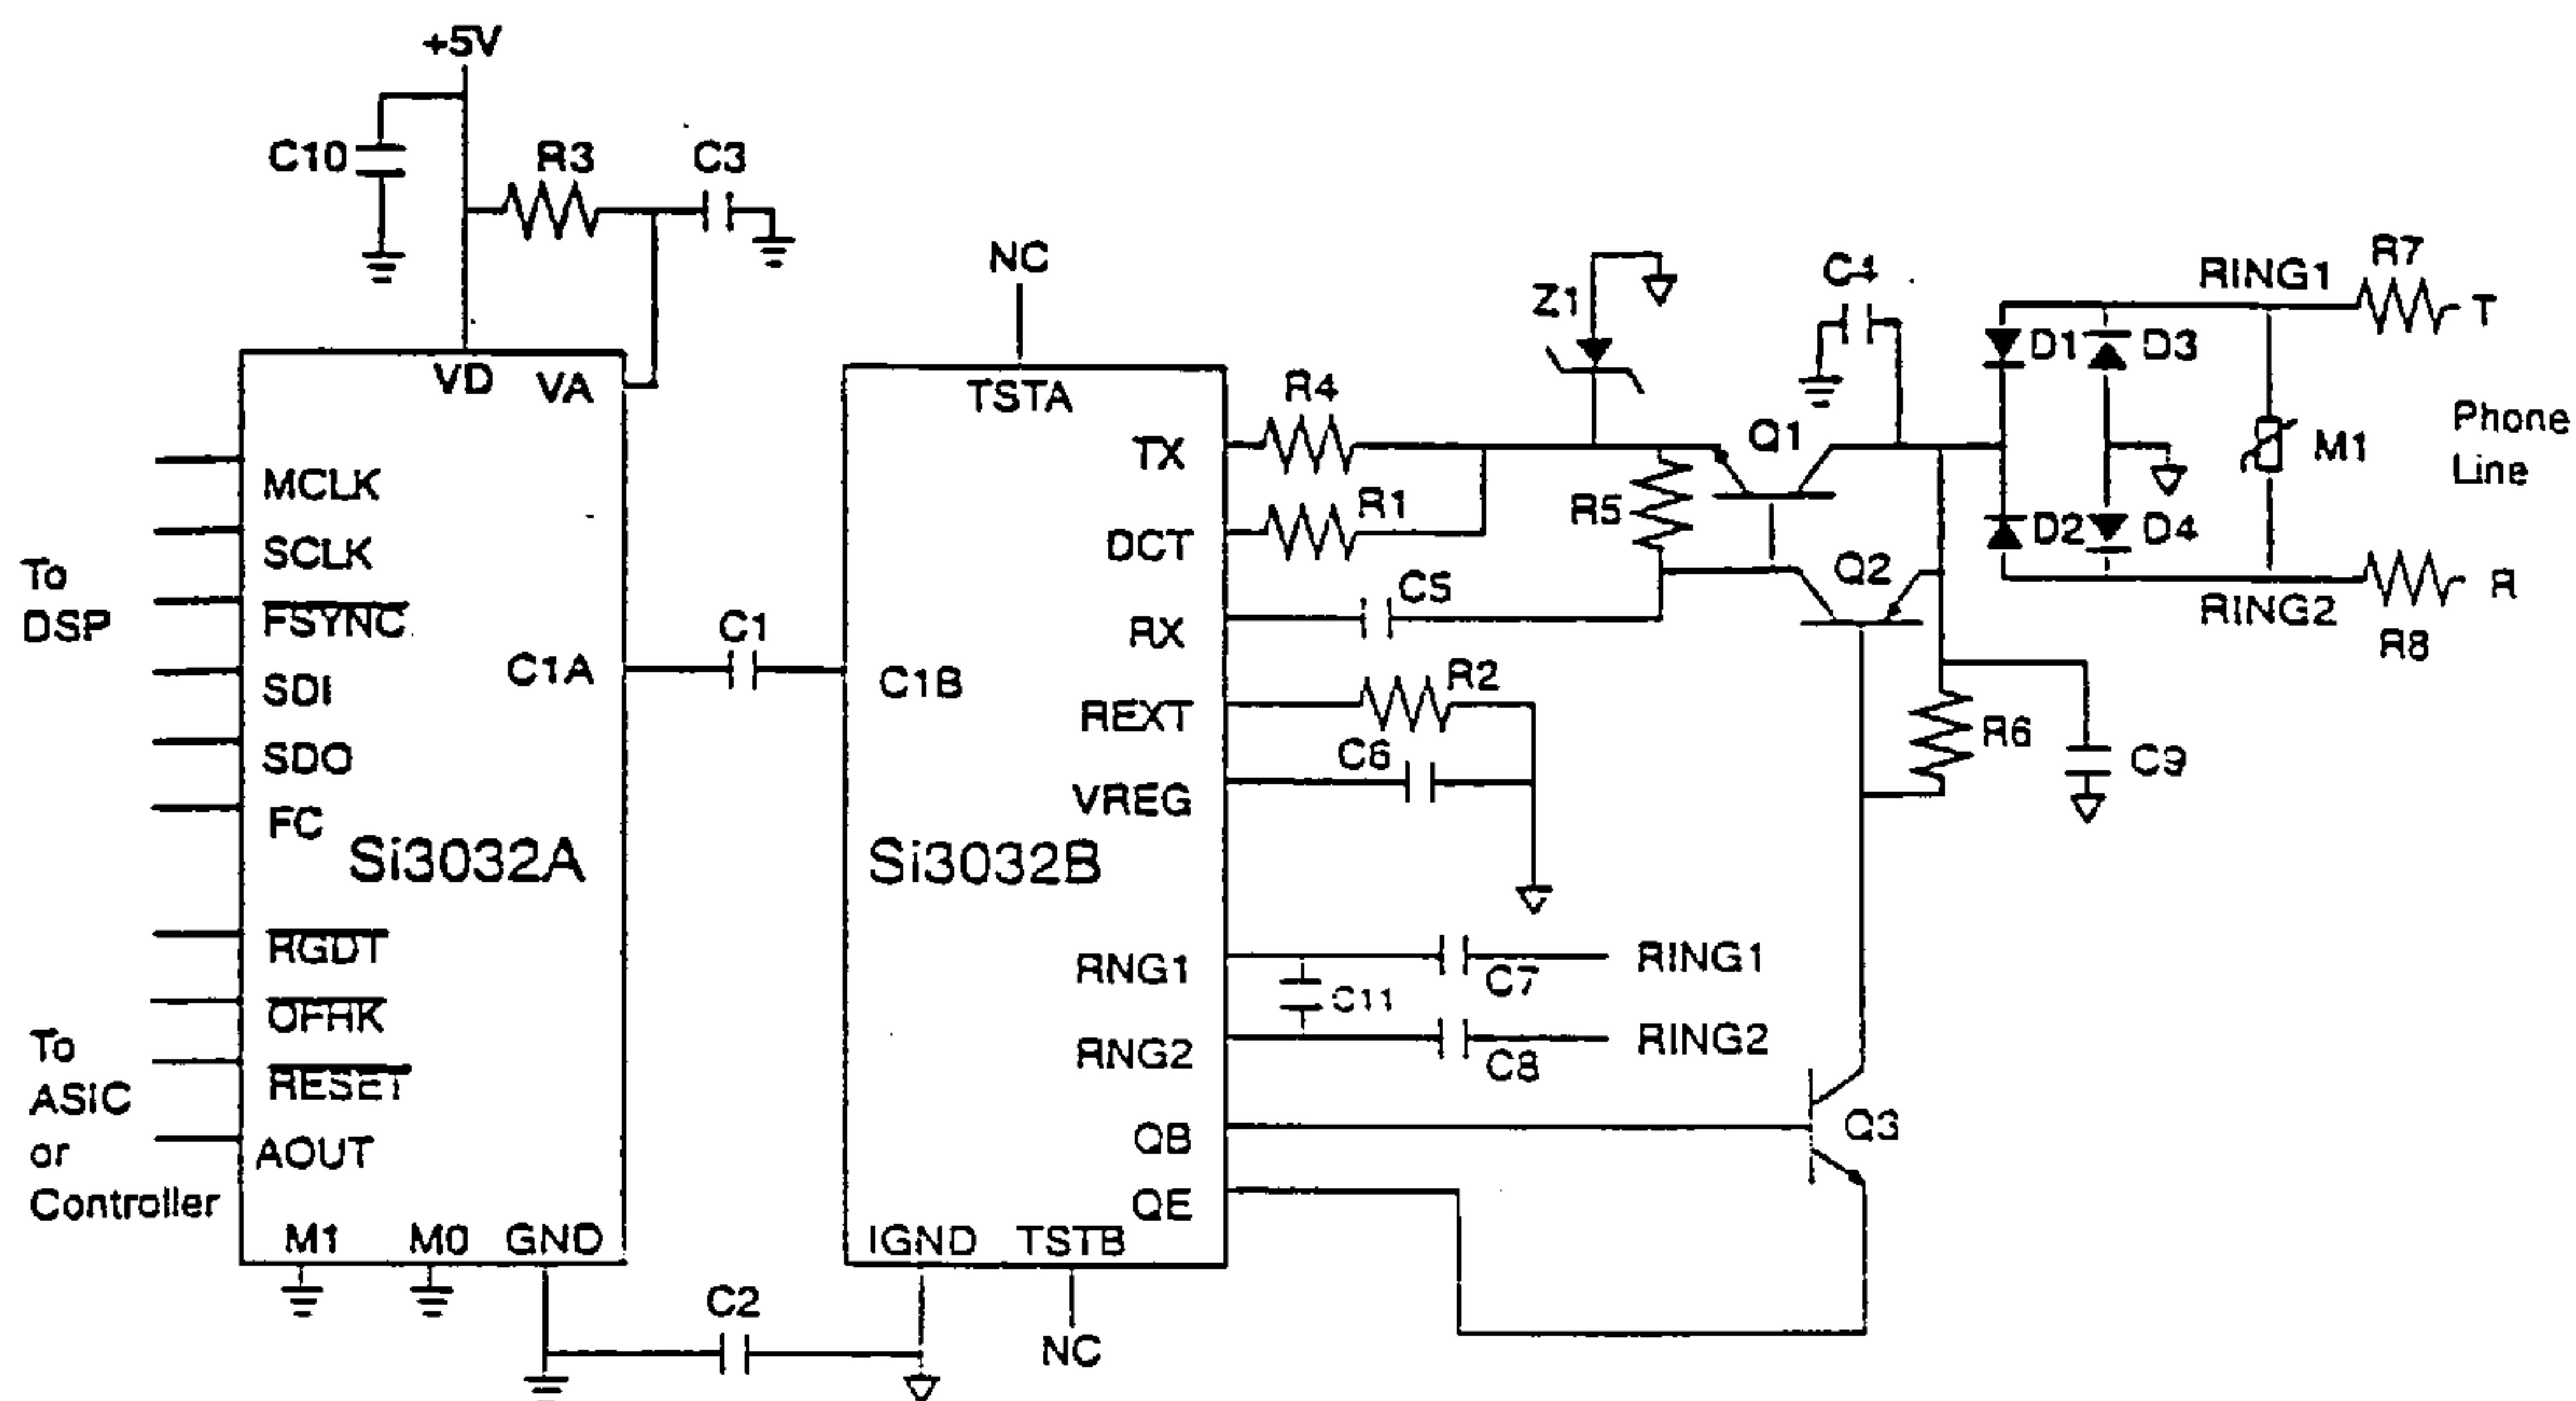 +5V
C10
R3
C3
VD
VA
MCLK
SCLK
FSYNC
SDI
SDO
FC
To
DSP
C1A
Si3032A
RGDT
OFHK
RESET
AOUT
To
ASIC
or
Controller
M1
M0
GND
C1
C2
NC
TSTA
C1B
Si3032B
TX
DCT
RX
REXT
VREG
RNG1
RNG2
QB
QE
IGND
TSTB
NC
R4
R1
C5
R2
C6
C7
RING1
C11
C8
RING2
Z1
R5
Q1
C4
Q2
R6
C9
Q3
D1
D3
D2
D4
RING1
R7
T
M1
Phone
Line
RING2
R8
R